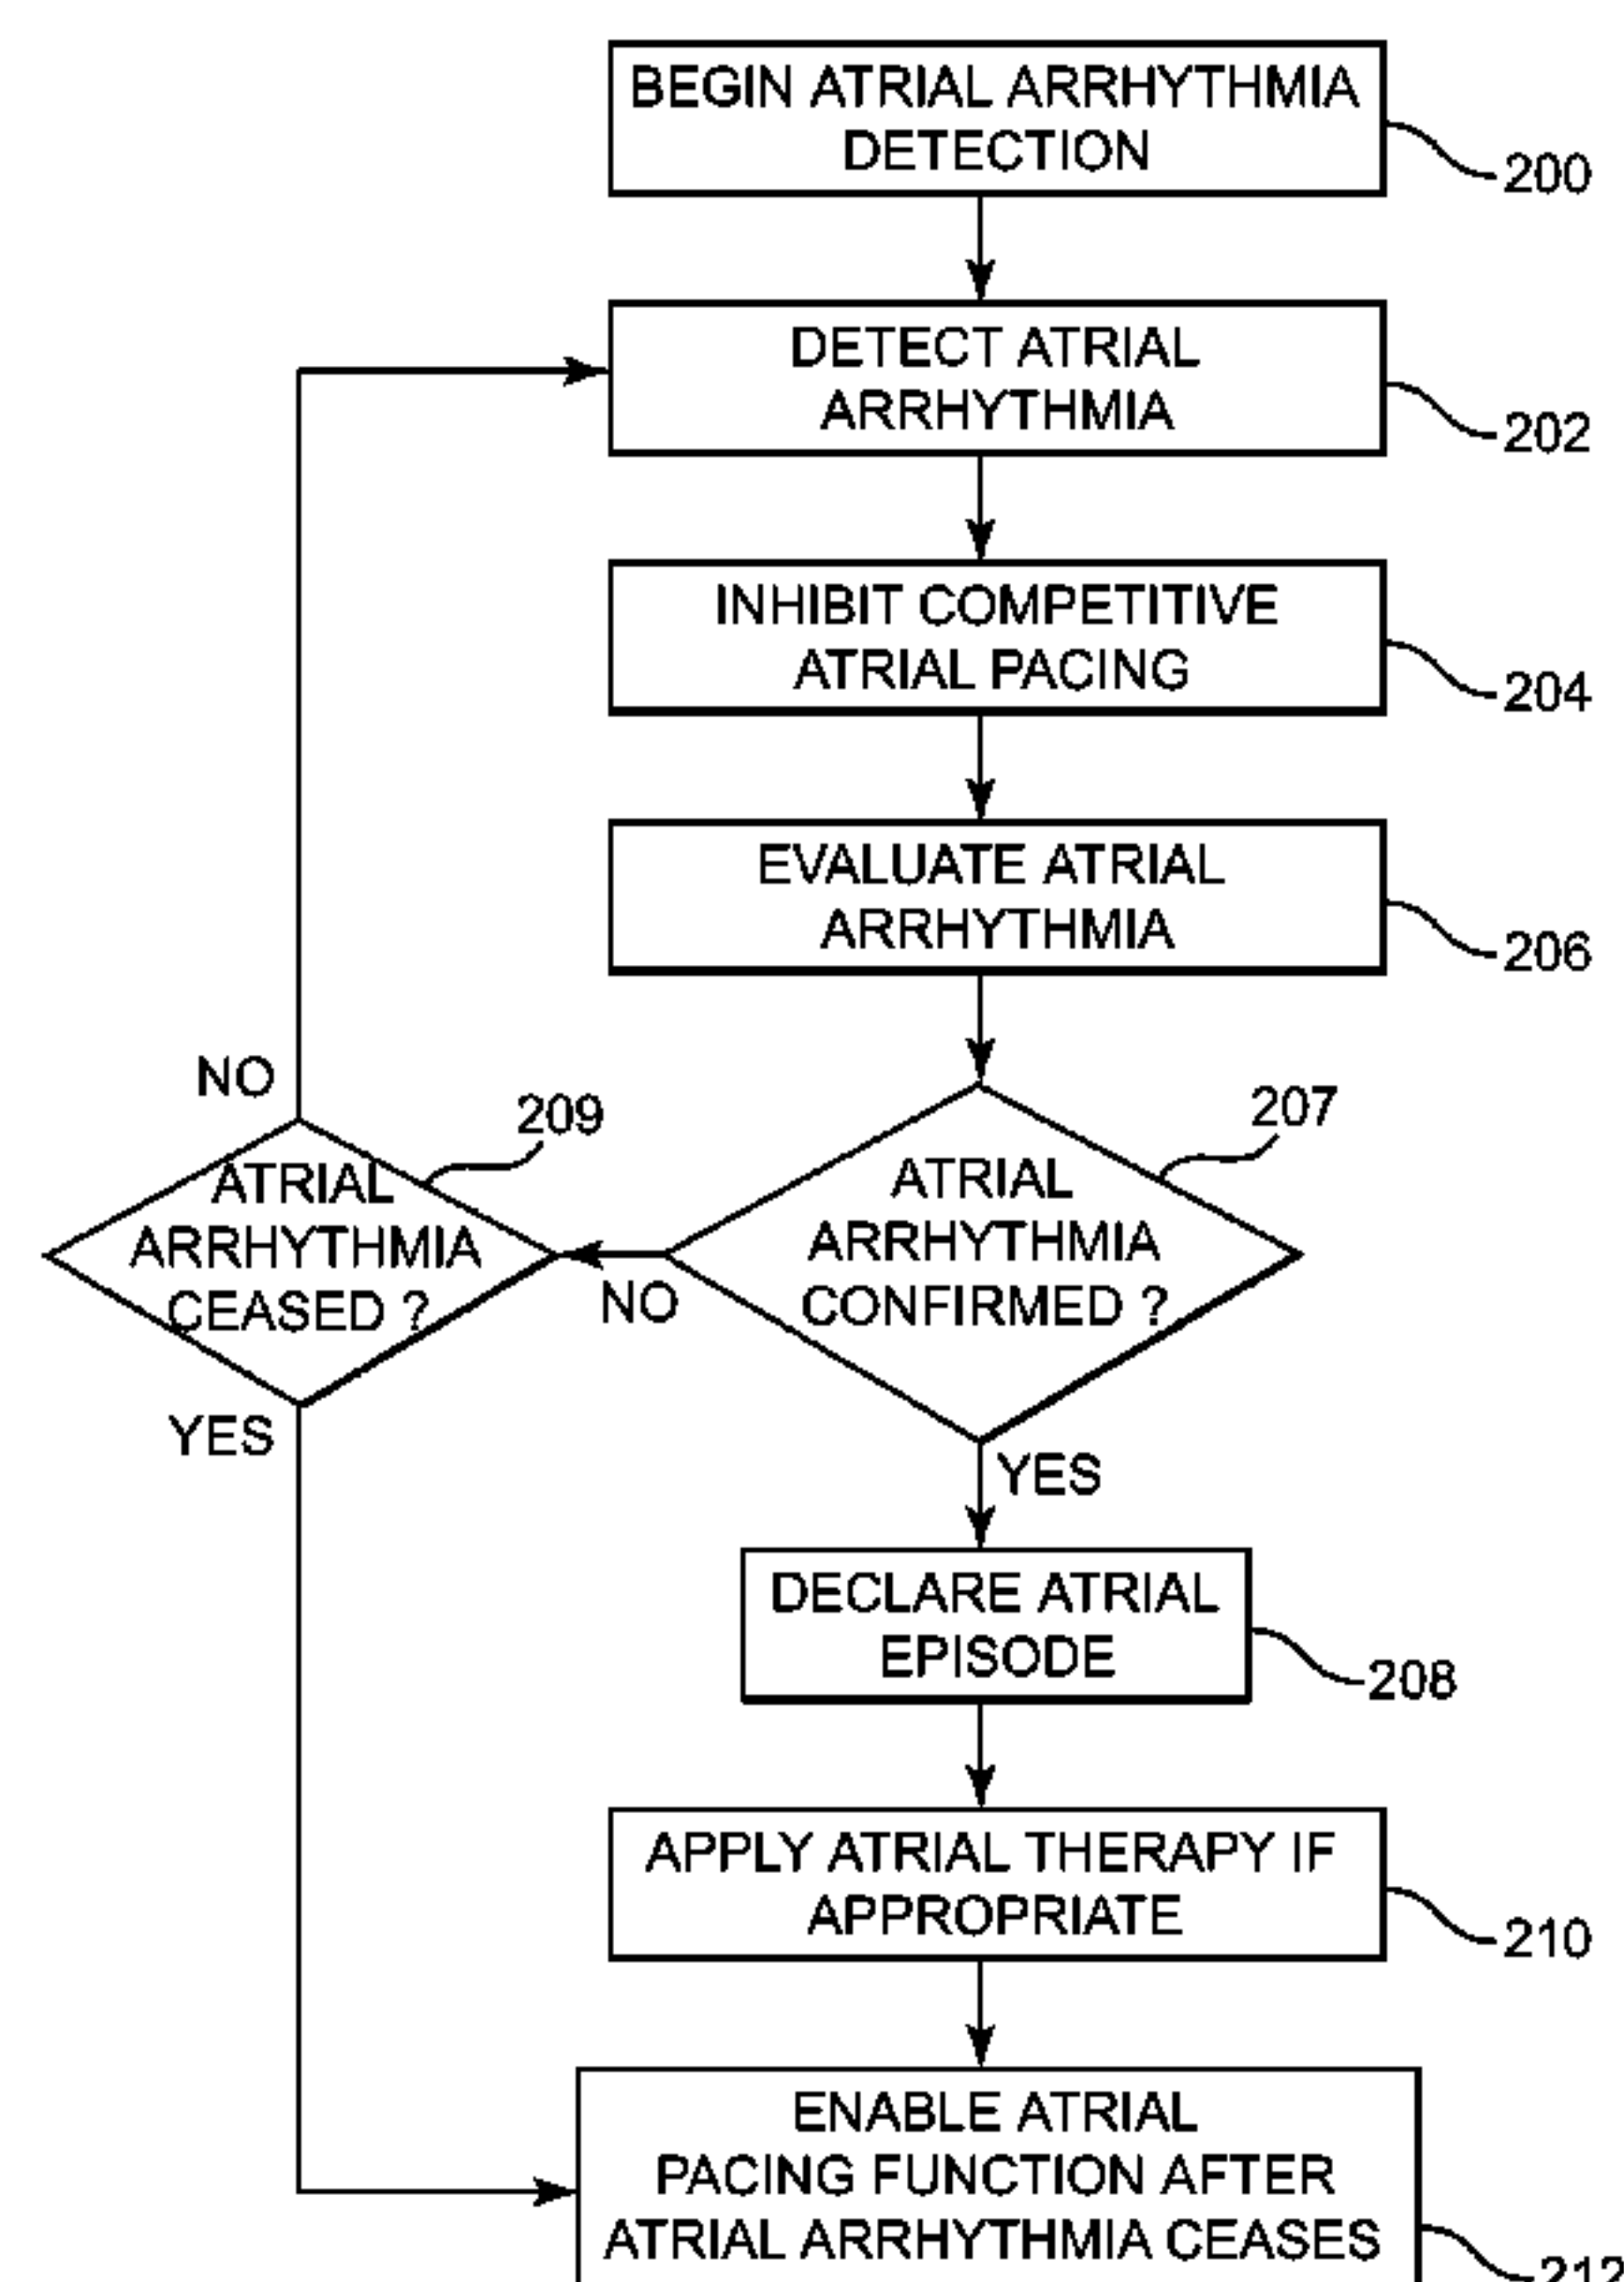 BEGIN ATRIAL ARRHYTHMIA
DETECTION
200
DETECT ATRIAL
ARRHYTHMIA
202
INHIBIT COMPETITIVE
ATRIAL PACING
204
EVALUATE ATRIAL
ARRHYTHMIA
206
NO
209
207
ATRIAL
ARRHYTHMIA
CEASED ?
NO
ATRIAL
ARRHYTHMIA
CONFIRMED ?
YES
YES
DECLARE ATRIAL
EPISODE
208
APPLY ATRIAL THERAPY IF
APPROPRIATE
210
ENABLE ATRIAL
PACING FUNCTION AFTER
ATRIAL ARRHYTHMIA CEASES
212